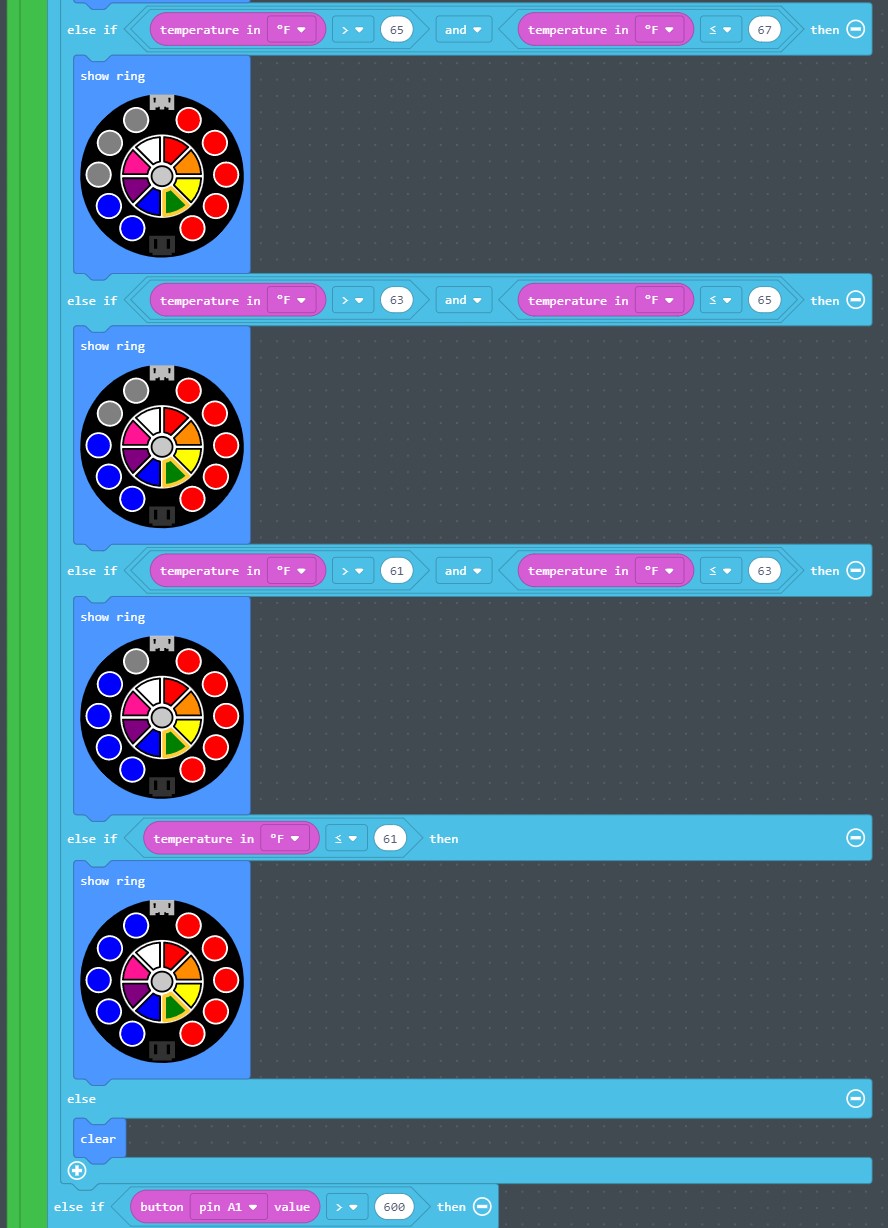 else if temperature in °F > 65 and temperature in °F ≤ 67 then
show ring
else if temperature in °F > 63 and temperature in °F ≤ 65 then
show ring
else if temperature in °F > 61 and temperature in °F ≤ 63 then
show ring
else if temperature in °F ≤ 61 then
show ring
else
clear
else if button pin A1 value > 600 then